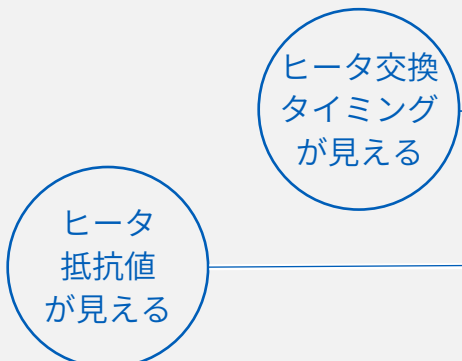 ヒータ交換
タイミング
が見える
ヒータ
抵抗値
が見える